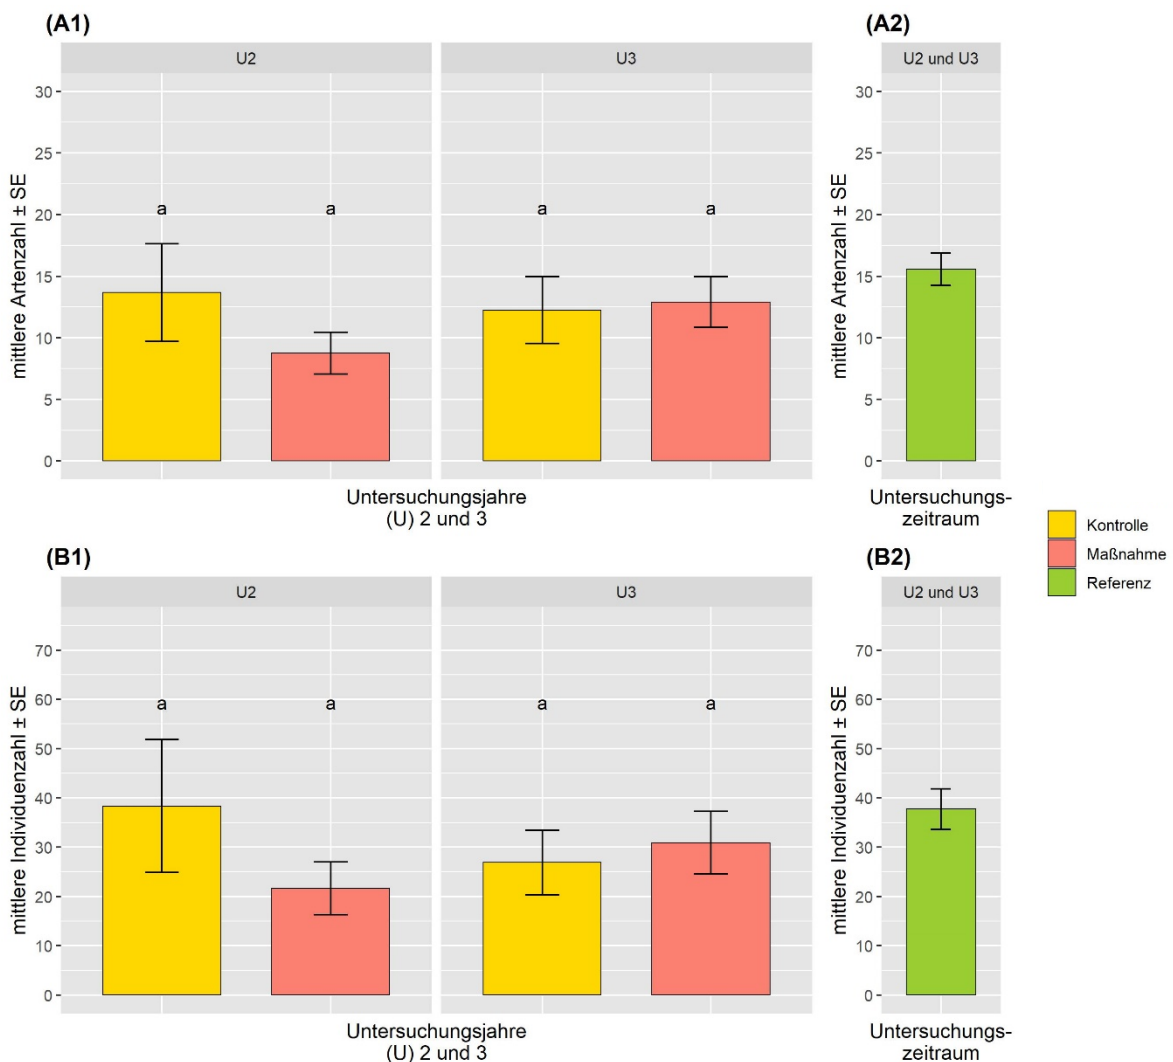 (A1)
(A2)
U2
U3
U2 und U3
mittlere Artenzahl ± SE
30
25
20
15
10
5
0
a
a
a
a
mittlere Artenzahl ± SE
30
25
20
15
10
5
0
Untersuchungsjahre
(U) 2 und 3
Untersuchungs-
zeitraum
Kontrolle
Maßnahme
Referenz
(B1)
(B2)
U2
U3
U2 und U3
mittlere Individuenzahl ± SE
70
60
50
40
30
20
10
0
a
a
a
a
mittlere Individuenzahl ± SE
70
60
50
40
30
20
10
0
Untersuchungsjahre
(U) 2 und 3
Untersuchungs-
zeitraum